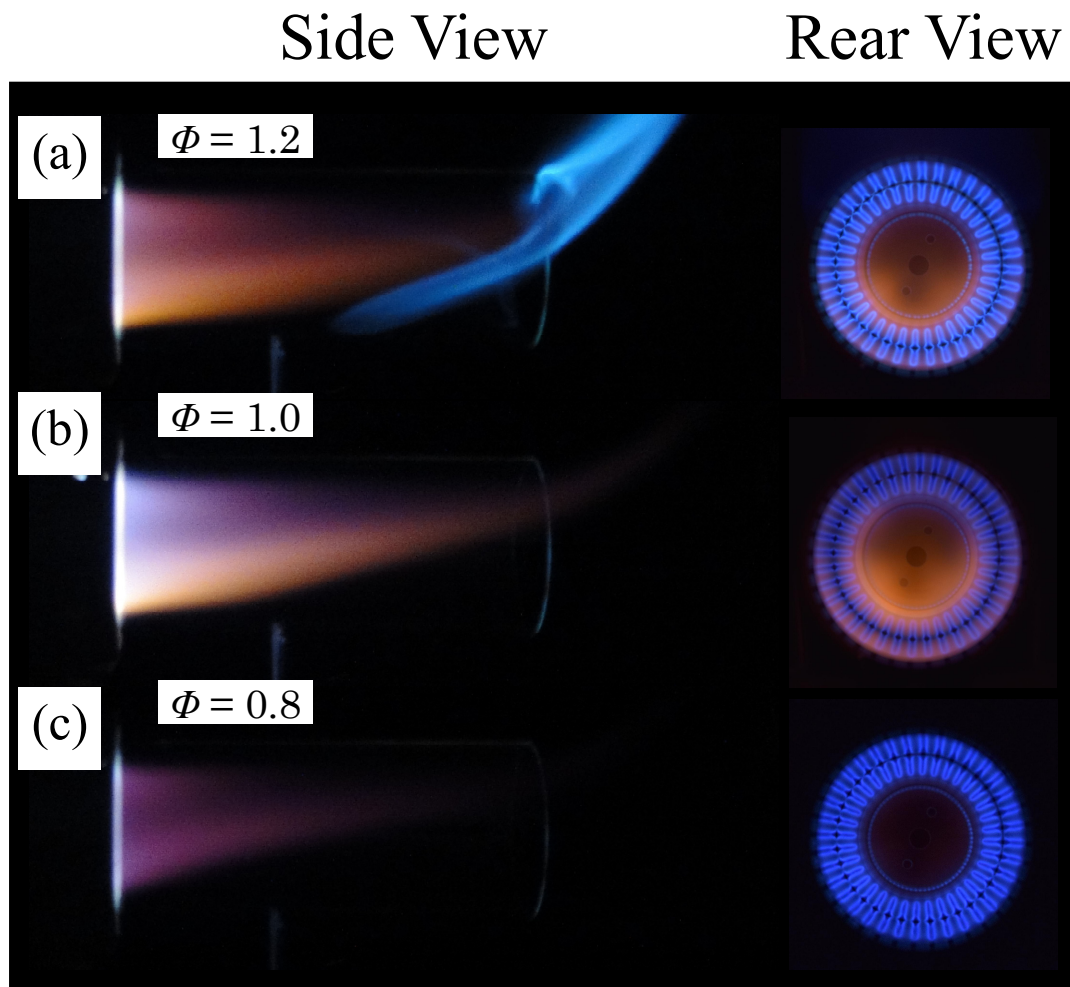 Side View
Rear View
(a)
Φ = 1.2
(b)
Φ = 1.0
(c)
Φ = 0.8